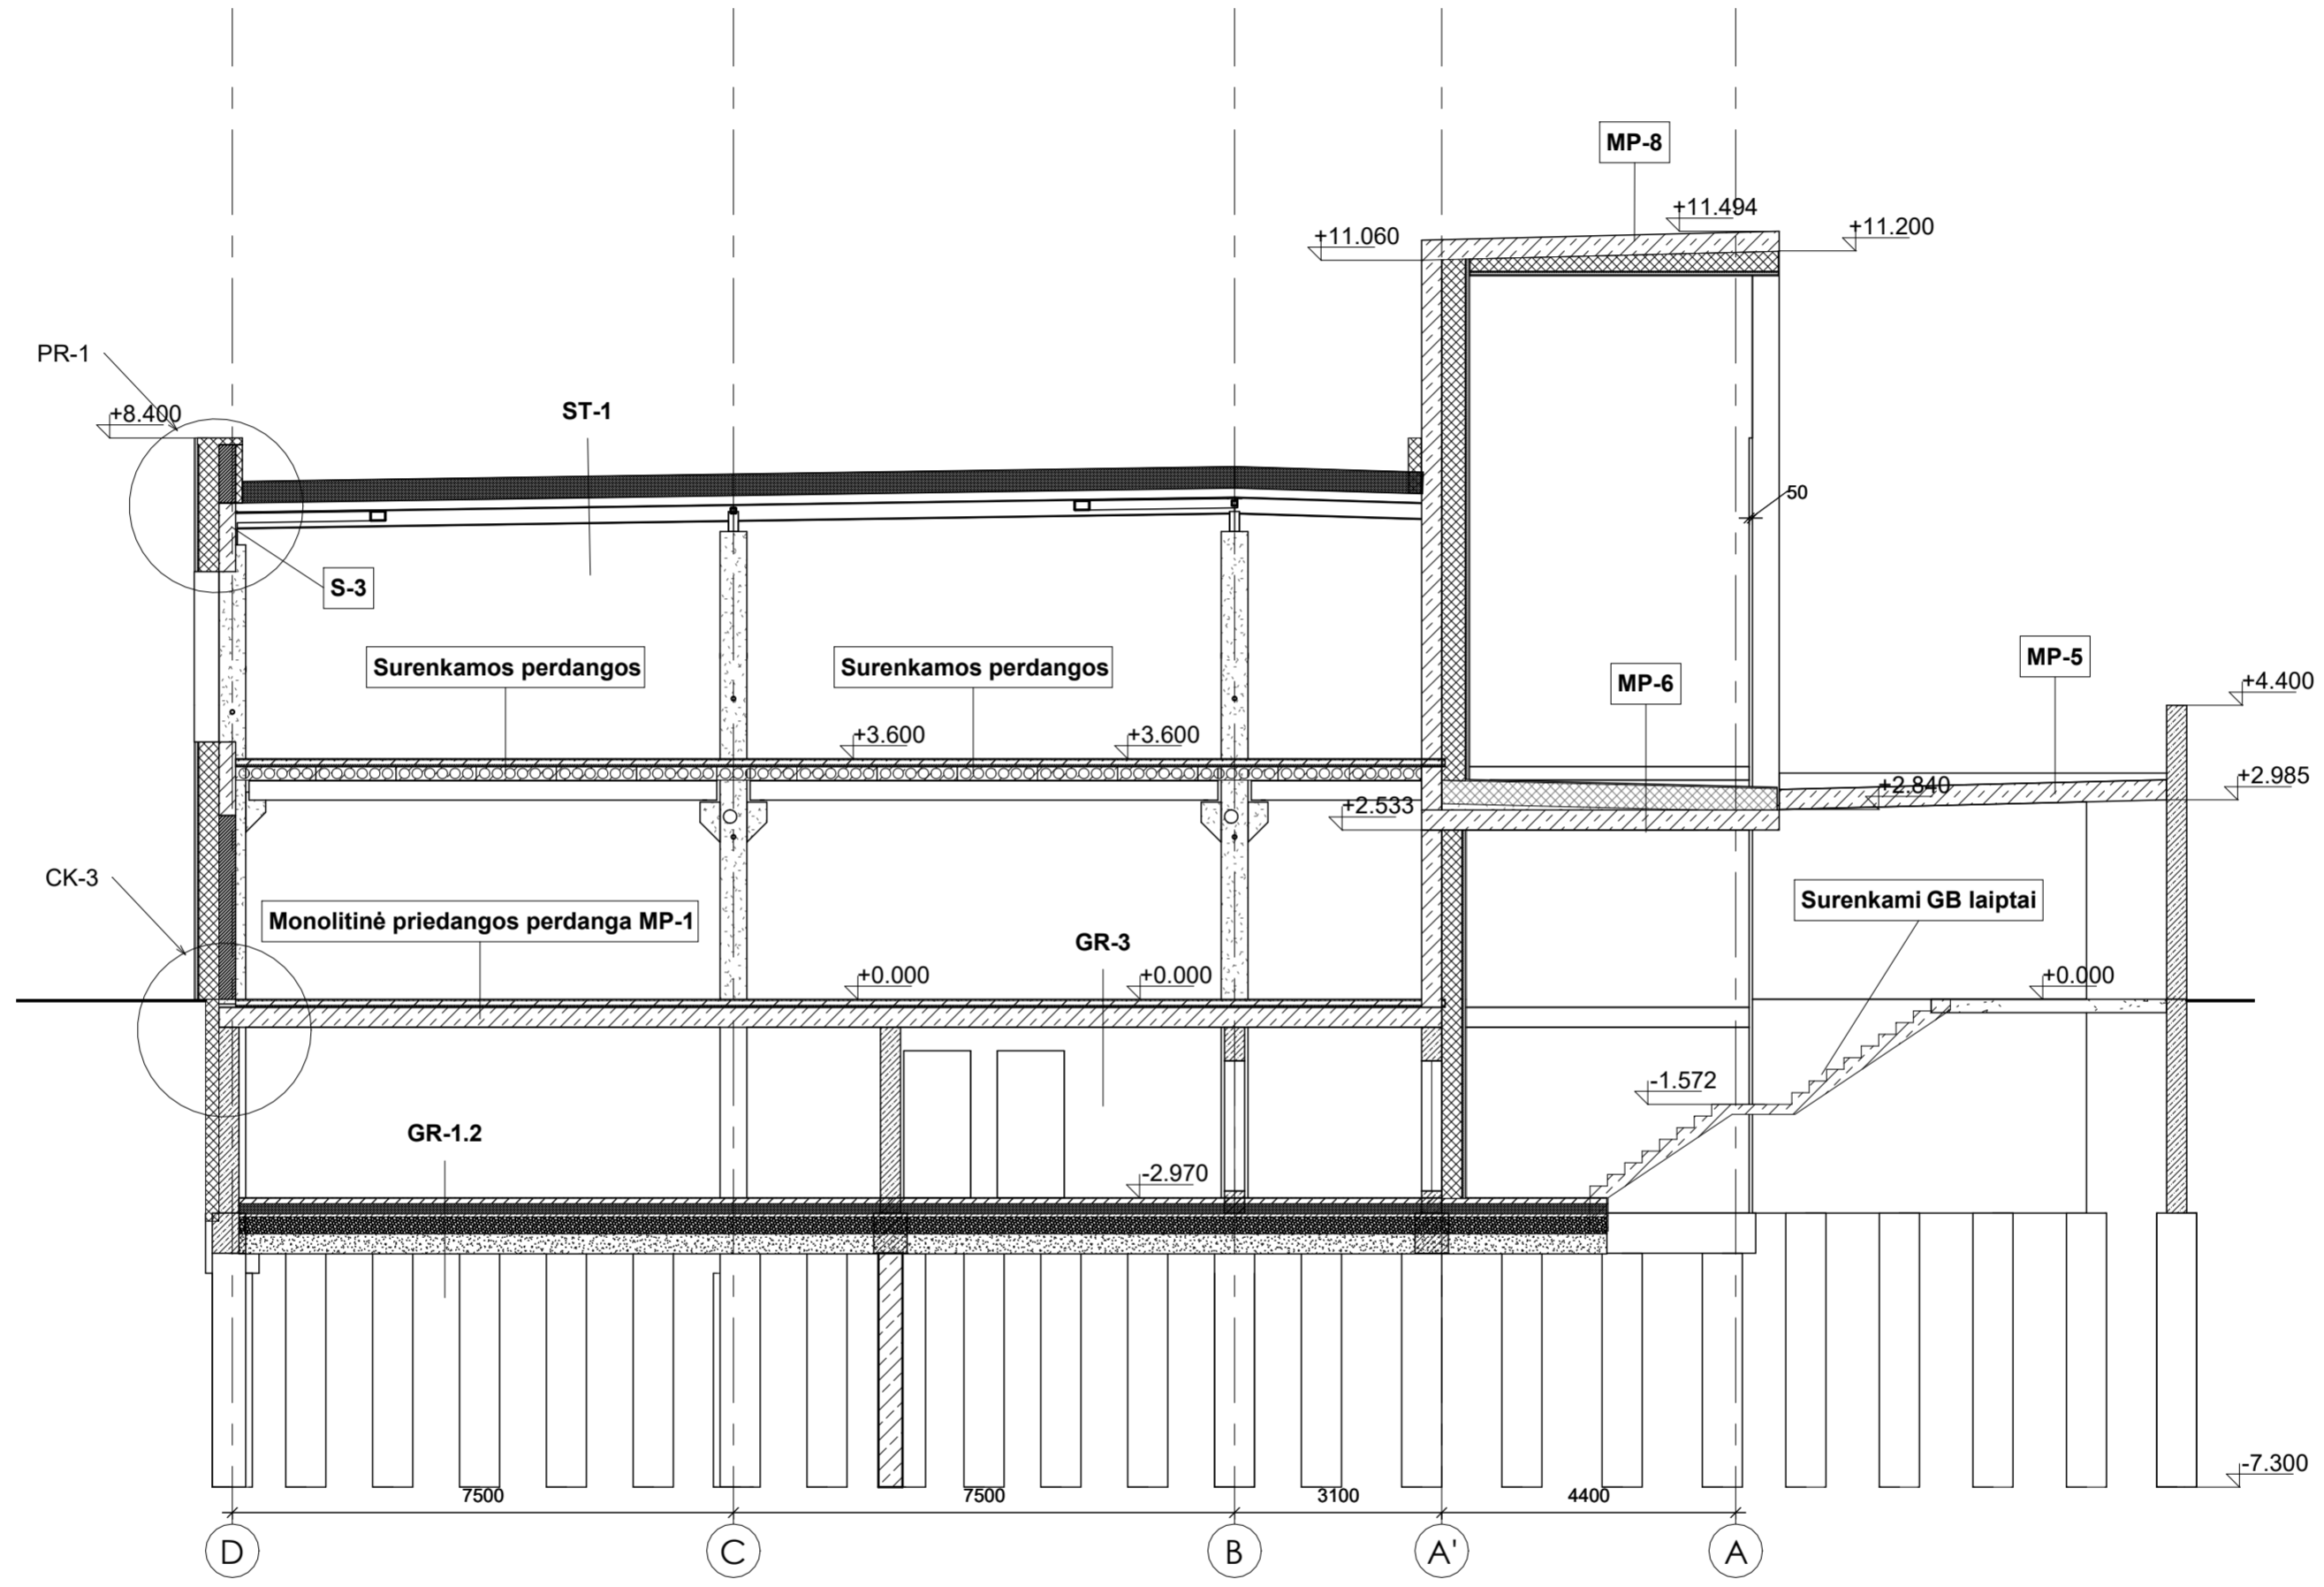 MP-8
+11.494
+11.200
+11.060
PR-1
+8.400
ST-1
50
S-3
Surenkamos perdangos
Surenkamos perdangos
MP-6
MP-5
+4.400
+3.600
+3.600
+2.985
+2.840
+2.533
CK-3
Surenkami GB laiptai
Monolitinė priedangos perdanga MP-1
GR-3
+0.000
+0.000
+0.000
-1.572
GR-1.2
-2.970
-7.300
7500
7500
3100
4400
D
C
B
A'
A